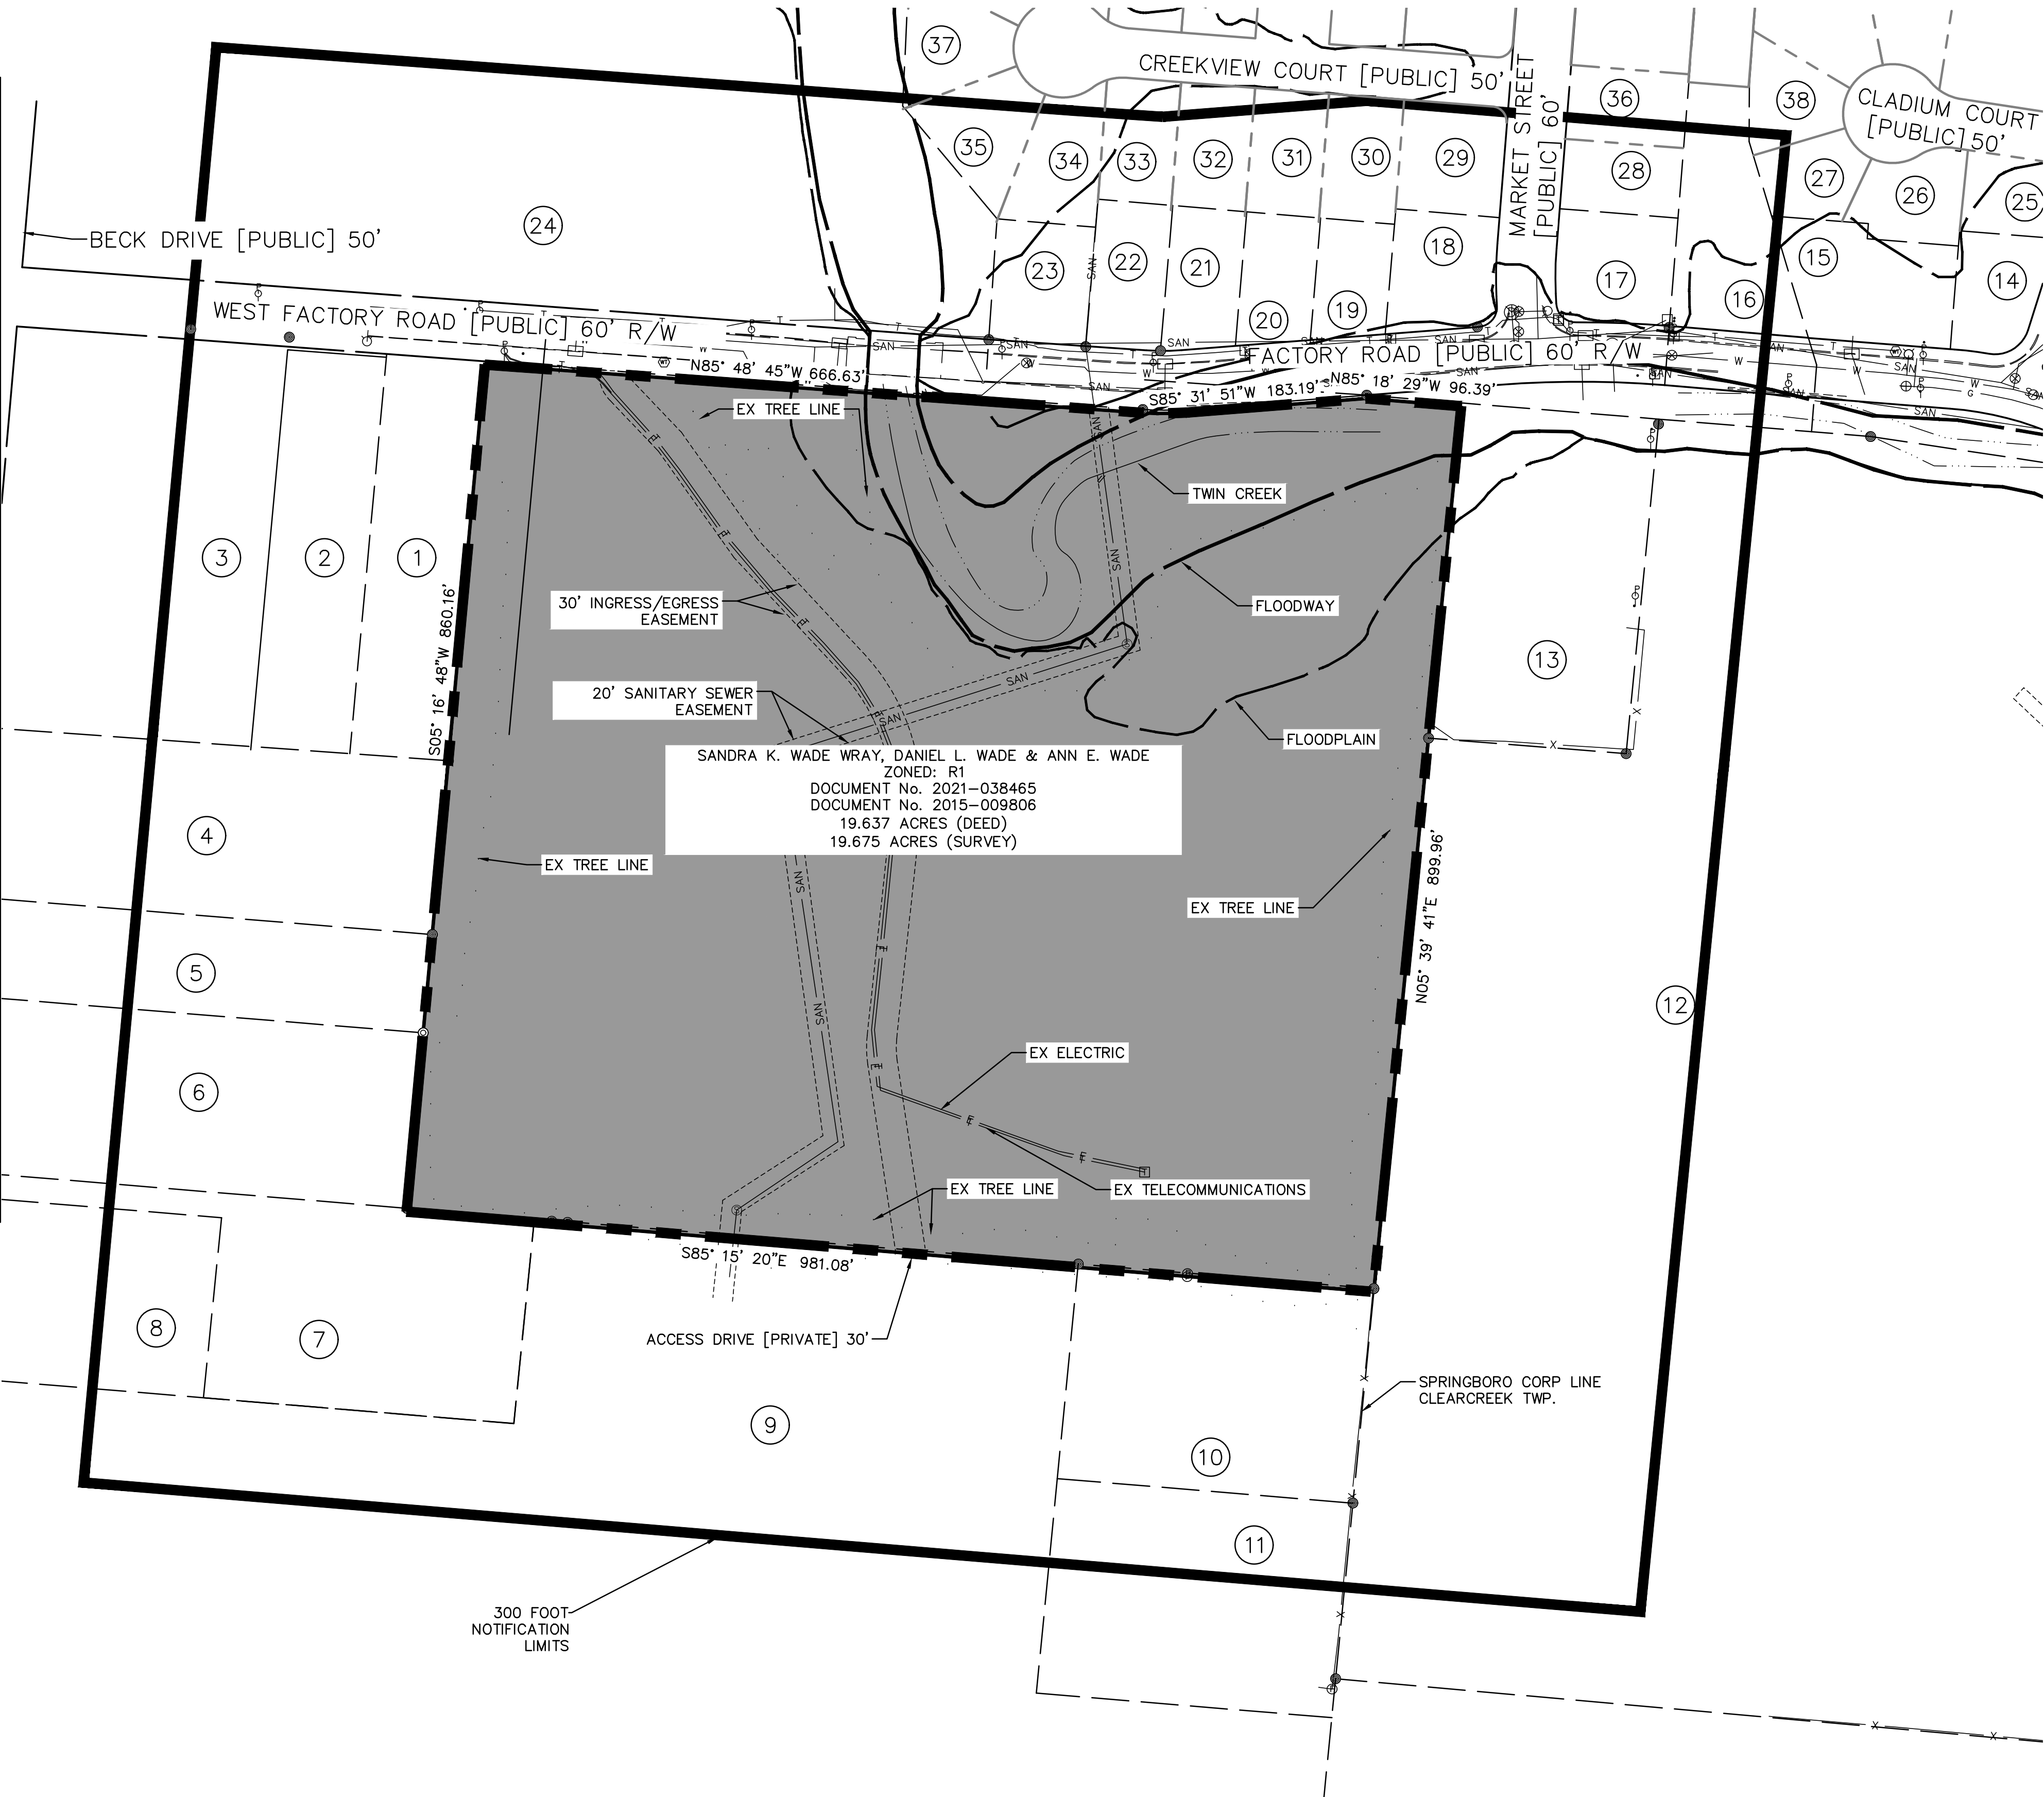 37
CREEKVIEW COURT [PUBLIC] 50'
MARKET STREET
[PUBLIC] 60'
36
38
CLADIUM COURT
[PUBLIC] 50'
35
34
33
32
31
30
29
28
27
26
25
24
BECK DRIVE [PUBLIC] 50'
23
22
21
20
19
18
17
16
15
14
WEST FACTORY ROAD [PUBLIC] 60' R/W
FACTORY ROAD [PUBLIC] 60' R/W
N85° 48' 45"W 666.63'
S85° 31' 51"W 183.19'
N85° 18' 29"W 96.39'
EX TREE LINE
TWIN CREEK
3
2
1
30' INGRESS/EGRESS
EASEMENT
FLOODWAY
S05° 16' 48"W 860.16'
13
20' SANITARY SEWER
EASEMENT
SAN
SAN
FLOODPLAIN
SANDRA K. WADE WRAY, DANIEL L. WADE & ANN E. WADE
ZONED: R1
DOCUMENT No. 2021-038465
DOCUMENT No. 2015-009806
19.637 ACRES (DEED)
19.675 ACRES (SURVEY)
4
EX TREE LINE
SAN
EX TREE LINE
N05° 39' 41"E 899.96'
5
SAN
12
6
EX ELECTRIC
EX TREE LINE
EX TELECOMMUNICATIONS
S85° 15' 20"E 981.08'
8
7
ACCESS DRIVE [PRIVATE] 30'
SPRINGBORO CORP LINE
CLEARCREEK TWP.
9
10
11
300 FOOT
NOTIFICATION
LIMITS